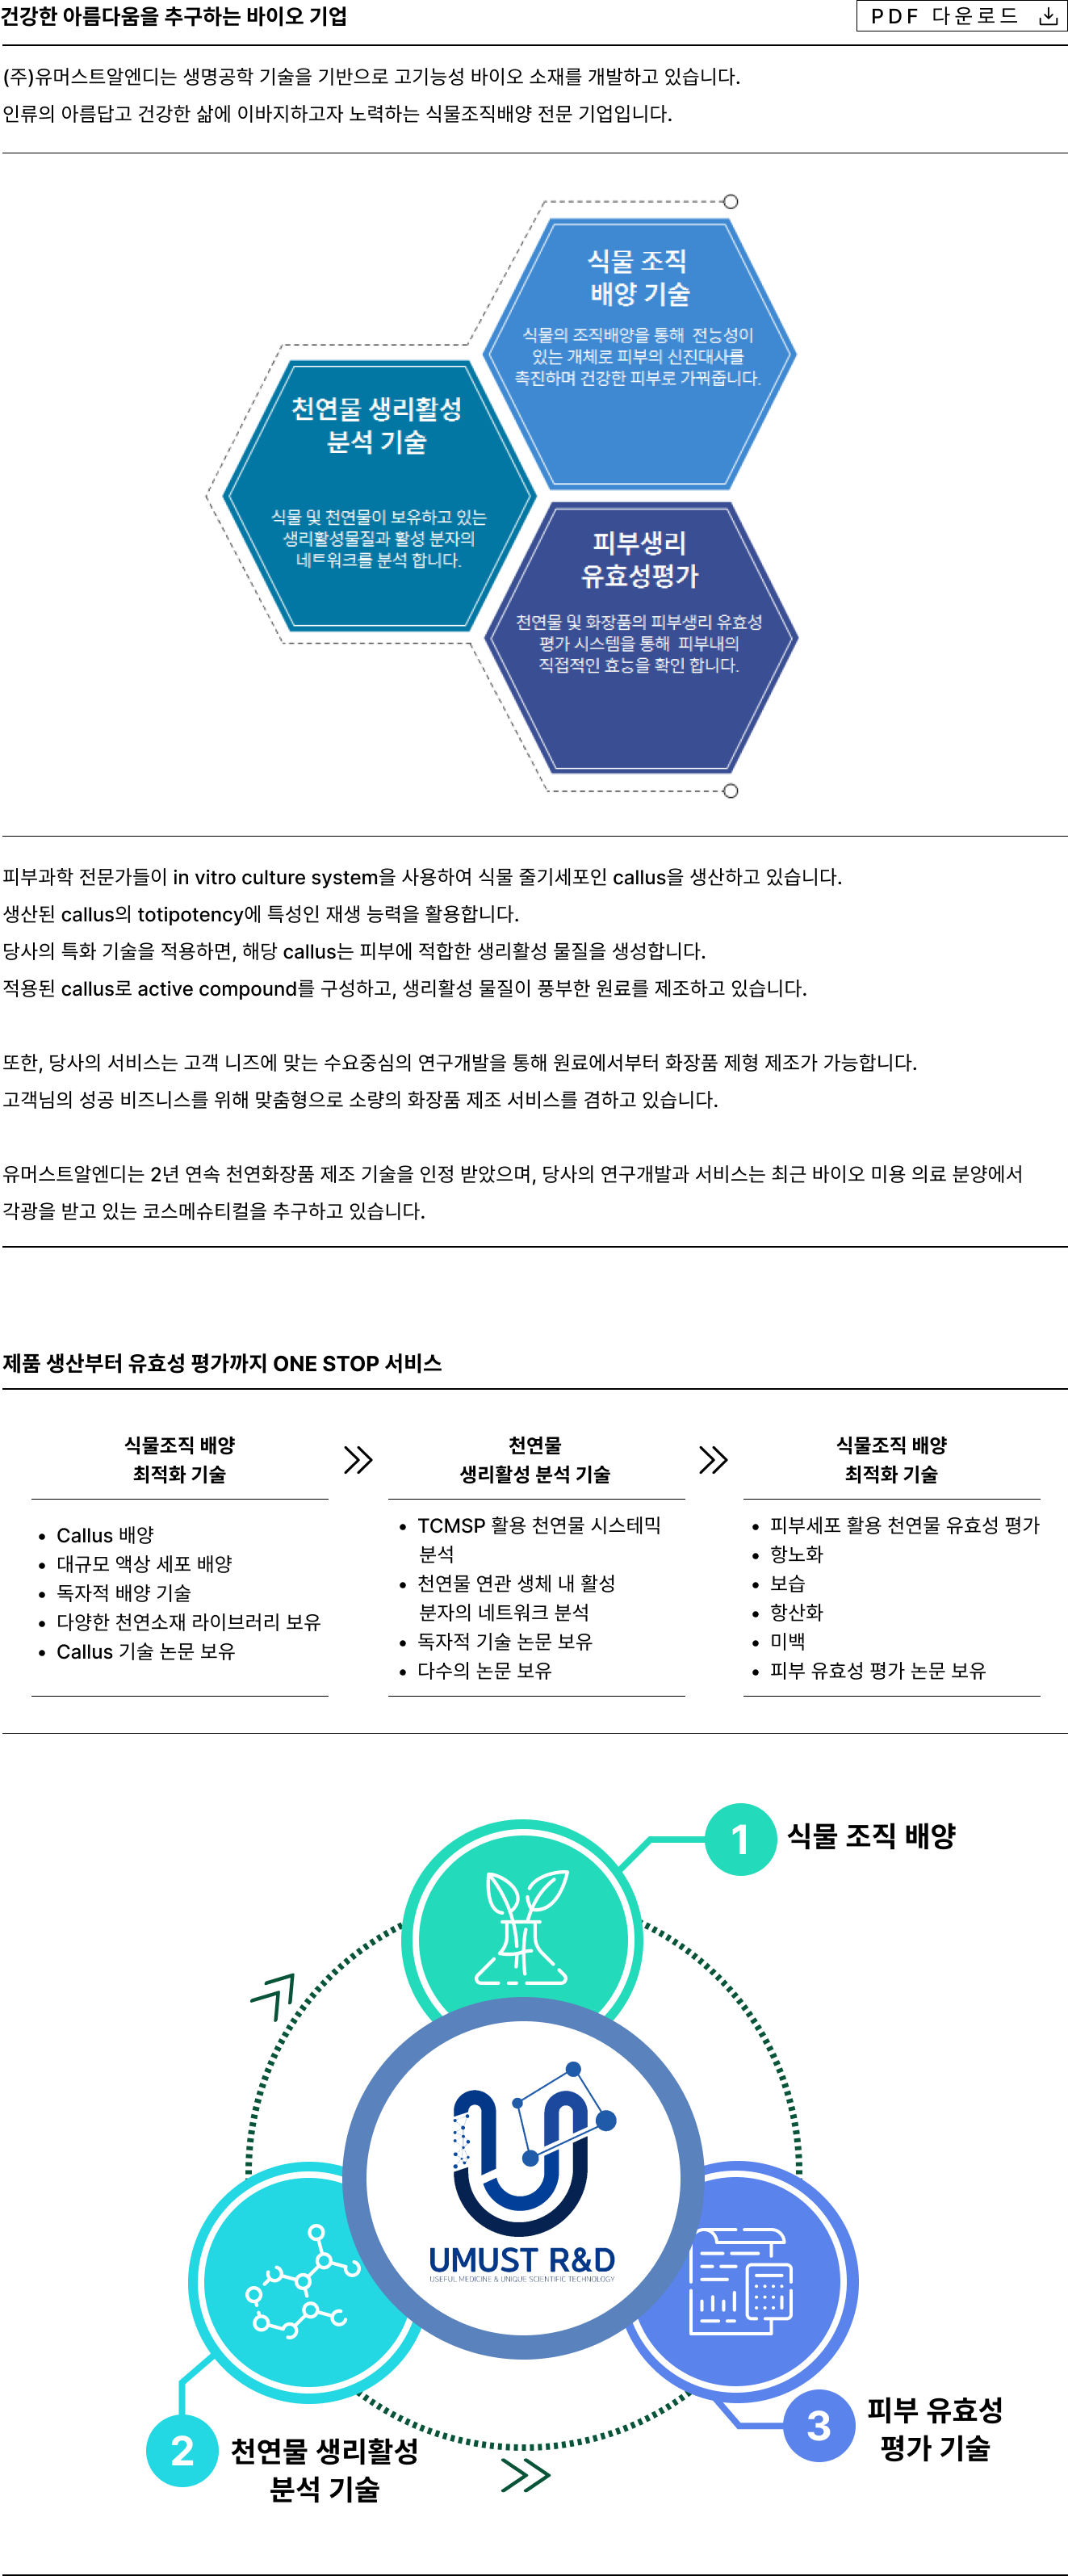 건강한 아름다움을 추구하는 바이오 기업
PDF 다운로드
(주)유머스트알엔디는 생명공학 기술을 기반으로 고기능성 바이오 소재를 개발하고 있습니다.
인류의 아름답고 건강한 삶에 이바지하고자 노력하는 식물조직배양 전문 기업입니다.
식물 조직
배양 기술
식물의 조직배양을 통해 전능성이
있는 개체로 피부의 신진대사를
촉진하며 건강한 피부로 가꿔줍니다.
천연물 생리활성
분석 기술
식물 및 천연물이 보유하고 있는
생리활성물질과 활성 분자의
네트워크를 분석 합니다.
피부생리
유효성평가
천연물 및 화장품의 피부생리 유효성
평가 시스템을 통해 피부내의
직접적인 효능을 확인 합니다.
피부과학 전문가들이 in vitro culture system을 사용하여 식물 줄기세포인 callus을 생산하고 있습니다.
생산된 callus의 totipotency에 특성인 재생 능력을 활용합니다.
당사의 특화 기술을 적용하면, 해당 callus는 피부에 적합한 생리활성 물질을 생성합니다.
적용된 callus로 active compound를 구성하고, 생리활성 물질이 풍부한 원료를 제조하고 있습니다.
또한, 당사의 서비스는 고객 니즈에 맞는 수요중심의 연구개발을 통해 원료에서부터 화장품 제형 제조가 가능합니다.
고객님의 성공 비즈니스를 위해 맞춤형으로 소량의 화장품 제조 서비스를 겸하고 있습니다.
유머스트알엔디는 2년 연속 천연화장품 제조 기술을 인정 받았으며, 당사의 연구개발과 서비스는 최근 바이오 미용 의료 분양에서
각광을 받고 있는 코스메슈티컬을 추구하고 있습니다.
제품 생산부터 유효성 평가까지 ONE STOP 서비스
식물조직 배양
최적화 기술
• Callus 배양
• 대규모 액상 세포 배양
• 독자적 배양 기술
• 다양한 천연소재 라이브러리 보유
• Callus 기술 논문 보유
천연물
생리활성 분석 기술
• TCMSP 활용 천연물 시스테믹
분석
• 천연물 연관 생체 내 활성
분자의 네트워크 분석
• 독자적 기술 논문 보유
• 다수의 논문 보유
식물조직 배양
최적화 기술
• 피부세포 활용 천연물 유효성 평가
• 항노화
• 보습
• 항산화
• 미백
• 피부 유효성 평가 논문 보유
1 식물 조직 배양
UMUST R&D
USEFUL MEDICINE & UNIQUE SCIENTIFIC TECHNOLOGY
2 천연물 생리활성
분석 기술
3 피부 유효성
평가 기술